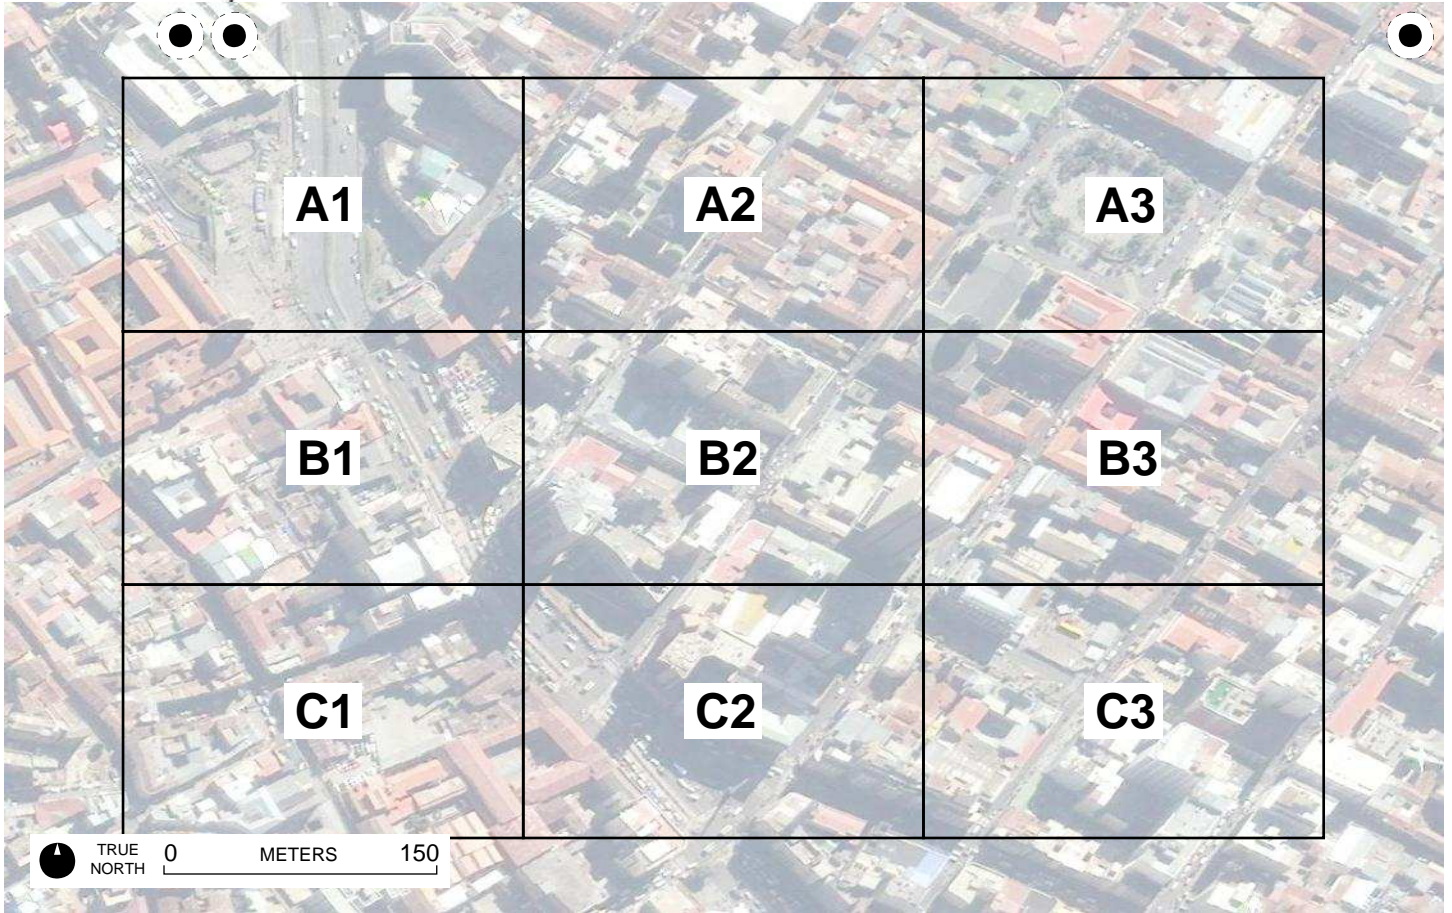 A1 A2 A3
B1 B2 B3
C1 C2 C3
TRUE NORTH
0 METERS 150